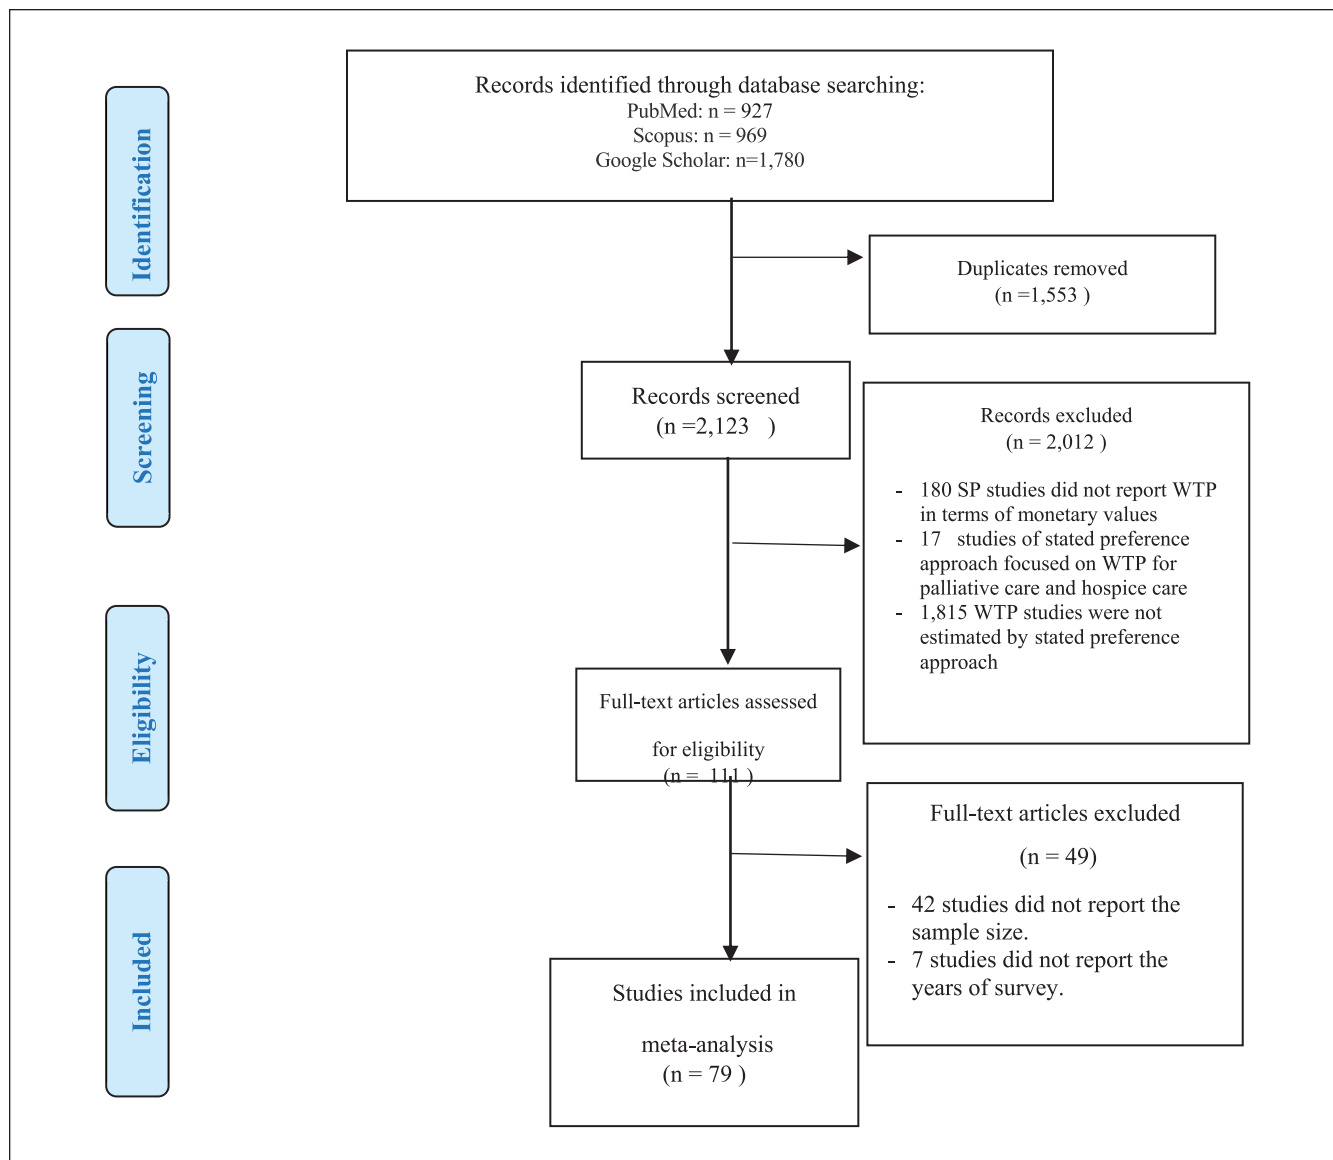 Identification
Records identified through database searching:
PubMed: n = 927
Scopus: n = 969
Google Scholar: n=1,780
Duplicates removed
(n =1,553 )
Screening
Records screened
(n =2,123 )
Records excluded
(n = 2,012 )
- 180 SP studies did not report WTP
in terms of monetary values
- 17 studies of stated preference
approach focused on WTP for
palliative care and hospice care
- 1,815 WTP studies were not
estimated by stated preference
approach
Eligibility
Full-text articles assessed
for eligibility
(n = 111 )
Full-text articles excluded
(n = 49)
- 42 studies did not report the
sample size.
- 7 studies did not report the
years of survey.
Included
Studies included in
meta-analysis
(n = 79 )